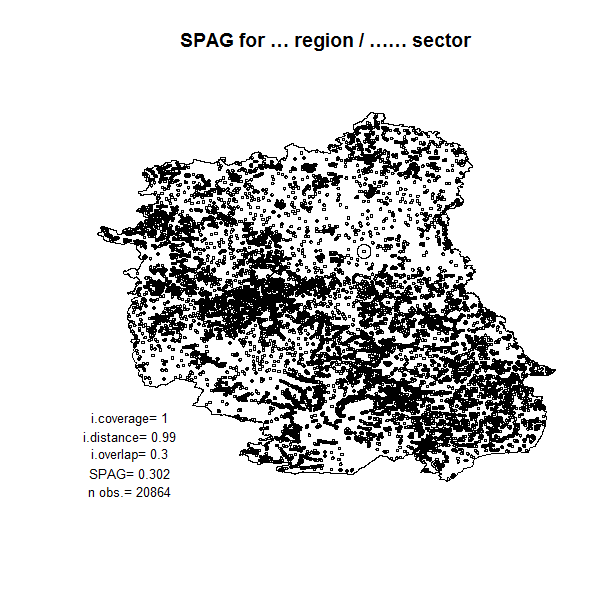 SPAG for … region / …… sector
i.coverage= 1
i.distance= 0.99
i.overlap= 0.3
SPAG= 0.302
n obs.= 20864